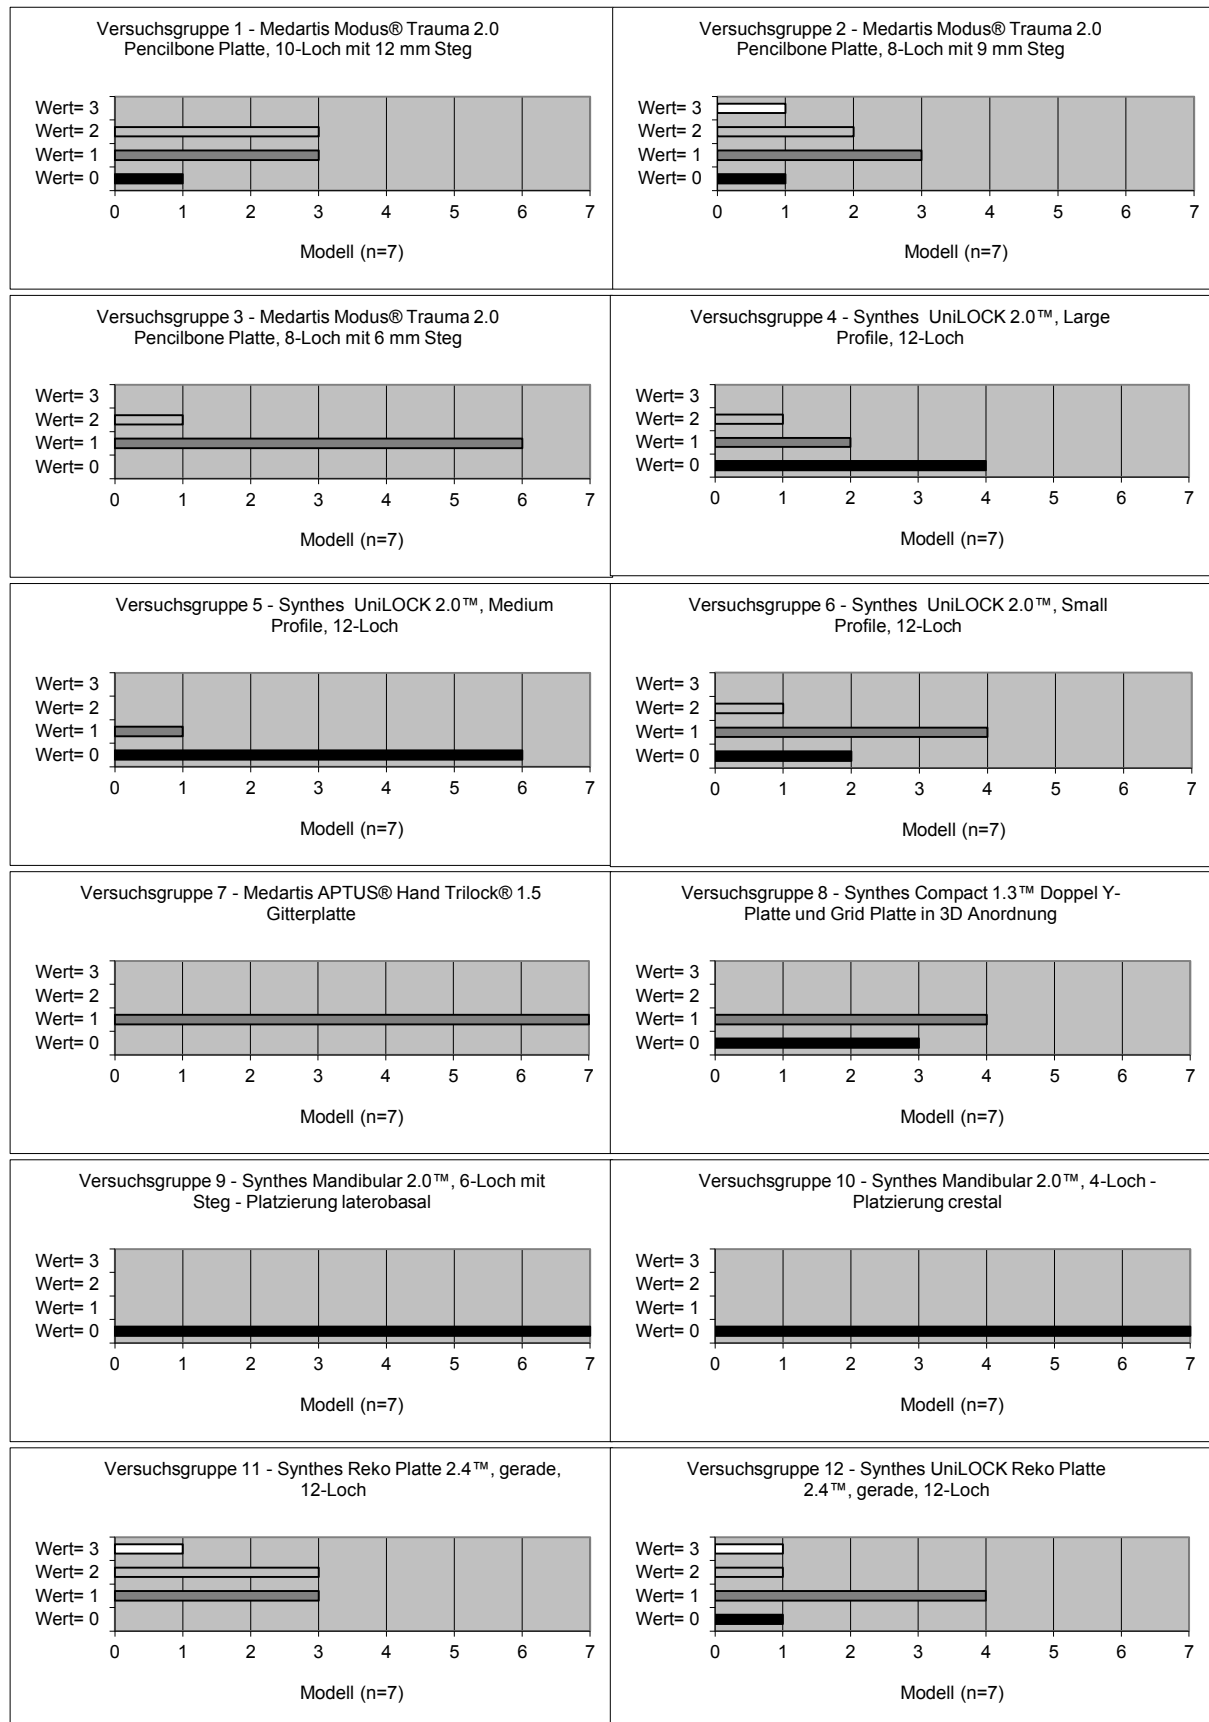 Versuchsgruppe 1 - Medartis Modus® Trauma 2.0
Pencilbone Platte, 10-Loch mit 12 mm Steg
Wert= 3
Wert= 2
Wert= 1
Wert= 0
0 1 2 3 4 5 6 7
Modell (n=7)
Versuchsgruppe 2 - Medartis Modus® Trauma 2.0
Pencilbone Platte, 8-Loch mit 9 mm Steg
Wert= 3
Wert= 2
Wert= 1
Wert= 0
0 1 2 3 4 5 6 7
Modell (n=7)
Versuchsgruppe 3 - Medartis Modus® Trauma 2.0
Pencilbone Platte, 8-Loch mit 6 mm Steg
Wert= 3
Wert= 2
Wert= 1
Wert= 0
0 1 2 3 4 5 6 7
Modell (n=7)
Versuchsgruppe 4 - Synthes UniLOCK 2.0™, Large
Profile, 12-Loch
Wert= 3
Wert= 2
Wert= 1
Wert= 0
0 1 2 3 4 5 6 7
Modell (n=7)
Versuchsgruppe 5 - Synthes UniLOCK 2.0™, Medium
Profile, 12-Loch
Wert= 3
Wert= 2
Wert= 1
Wert= 0
0 1 2 3 4 5 6 7
Modell (n=7)
Versuchsgruppe 6 - Synthes UniLOCK 2.0™, Small
Profile, 12-Loch
Wert= 3
Wert= 2
Wert= 1
Wert= 0
0 1 2 3 4 5 6 7
Modell (n=7)
Versuchsgruppe 7 - Medartis APTUS® Hand Trilock® 1.5
Gitterplatte
Wert= 3
Wert= 2
Wert= 1
Wert= 0
0 1 2 3 4 5 6 7
Modell (n=7)
Versuchsgruppe 8 - Synthes Compact 1.3™ Doppel Y-
Platte und Grid Platte in 3D Anordnung
Wert= 3
Wert= 2
Wert= 1
Wert= 0
0 1 2 3 4 5 6 7
Modell (n=7)
Versuchsgruppe 9 - Synthes Mandibular 2.0™, 6-Loch mit
Steg - Platzierung laterobasal
Wert= 3
Wert= 2
Wert= 1
Wert= 0
0 1 2 3 4 5 6 7
Modell (n=7)
Versuchsgruppe 10 - Synthes Mandibular 2.0™, 4-Loch -
Platzierung crestal
Wert= 3
Wert= 2
Wert= 1
Wert= 0
0 1 2 3 4 5 6 7
Modell (n=7)
Versuchsgruppe 11 - Synthes Reko Platte 2.4™, gerade,
12-Loch
Wert= 3
Wert= 2
Wert= 1
Wert= 0
0 1 2 3 4 5 6 7
Modell (n=7)
Versuchsgruppe 12 - Synthes UniLOCK Reko Platte
2.4™, gerade, 12-Loch
Wert= 3
Wert= 2
Wert= 1
Wert= 0
0 1 2 3 4 5 6 7
Modell (n=7)